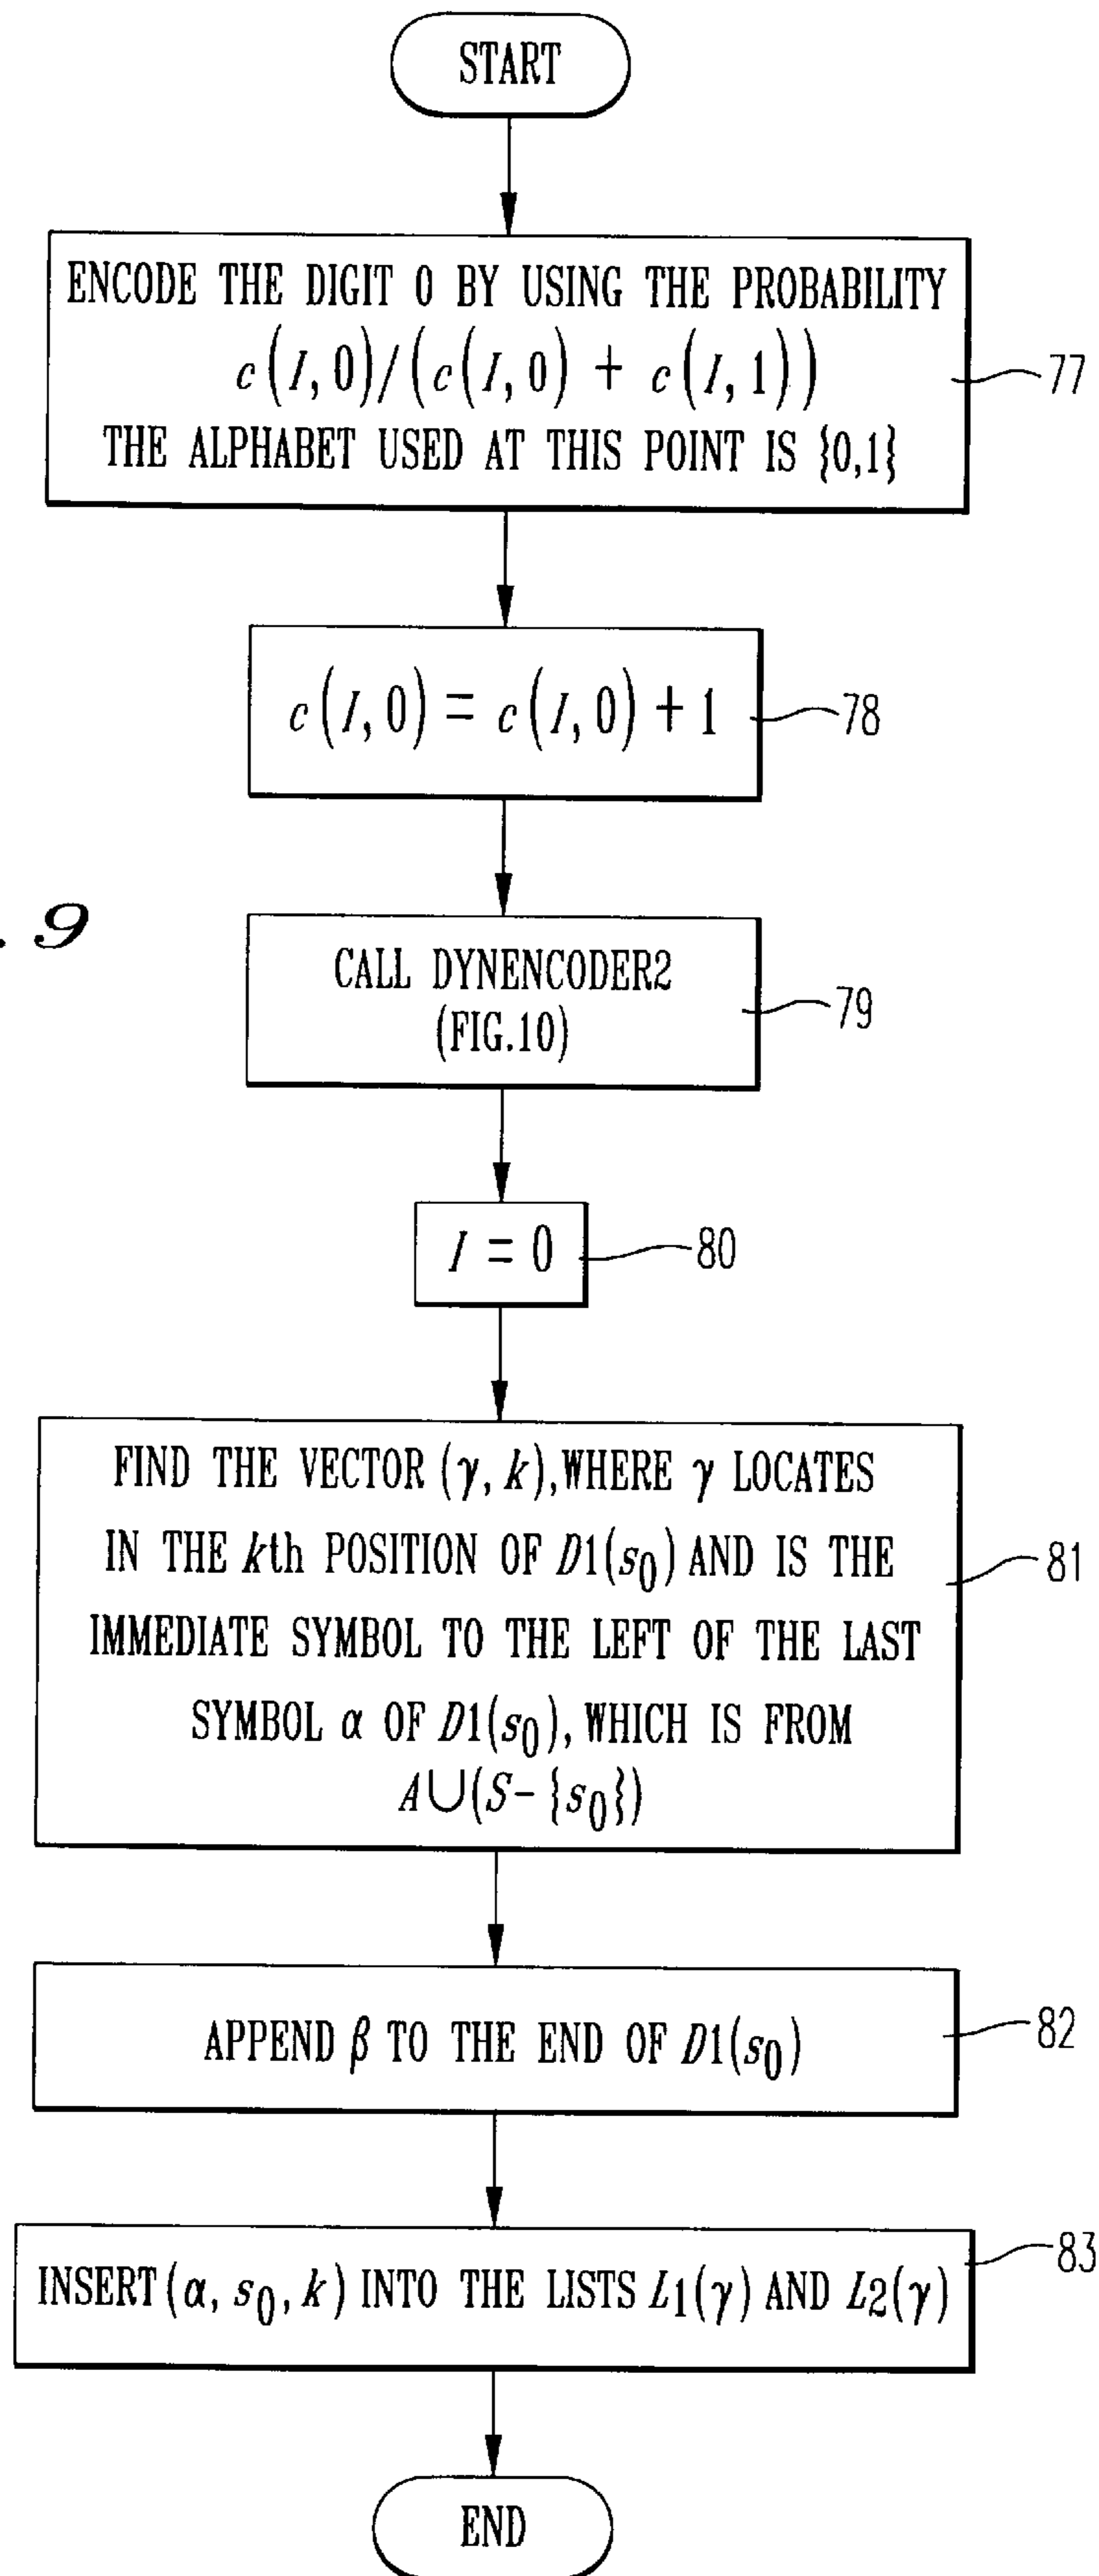 START
ENCODE THE DIGIT 0 BY USING THE PROBABILITY
c(I,0)/(c(I,0) + c(I,1))
THE ALPHABET USED AT THIS POINT IS {0,1}
77
c(I,0) = c(I,0)+1
78
. 9
CALL DYNENCODER2
(FIG.10)
79
I = 0
80
FIND THE VECTOR (γ, k), WHERE γ LOCATES
IN THE kth POSITION OF D1(s₀) AND IS THE
IMMEDIATE SYMBOL TO THE LEFT OF THE LAST
SYMBOL α OF D1(s₀), WHICH IS FROM
A∪(S-{s₀})
81
APPEND β TO THE END OF D1(s₀)
82
INSERT (α, s₀, k) INTO THE LISTS L₁(γ) AND L₂(γ)
83
END